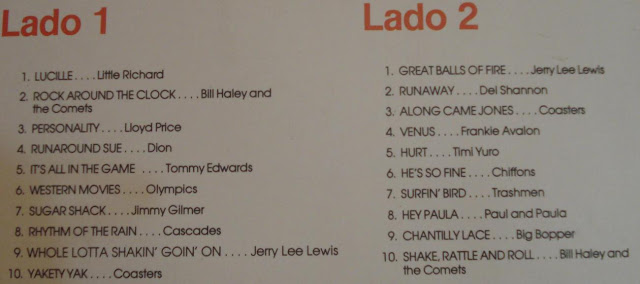 Lado 1
1. LUCILLE....Little Richard
2. ROCK AROUND THE CLOCK....Bill Haley and
the Comets
3. PERSONALITY....Lloyd Price
4. RUNAROUND SUE....Dion
5. IT'S ALL IN THE GAME ....Tommy Edwards
6. WESTERN MOVIES....Olympics
7. SUGAR SHACK....Jimmy Gilmer
8. RHYTHM OF THE RAIN....Cascades
9. WHOLE LOTTA SHAKIN' GOIN' ON....Jerry Lee Lewis
10. YAKETY YAK....Coasters
Lado 2
1. GREAT BALLS OF FIRE....Jerry Lee Lewis
2. RUNAWAY....Del Shannon
3. ALONG CAME JONES....Coasters
4. VENUS....Frankie Avalon
5. HURT....Timi Yuro
6. HE'S SO FINE....Chiffons
7. SURFIN' BIRD....Trashmen
8. HEY PAULA....Paul and Paula
9. CHANTILLY LACE....Big Bopper
10. SHAKE, RATTLE AND ROLL....Bill Haley and
the Comets